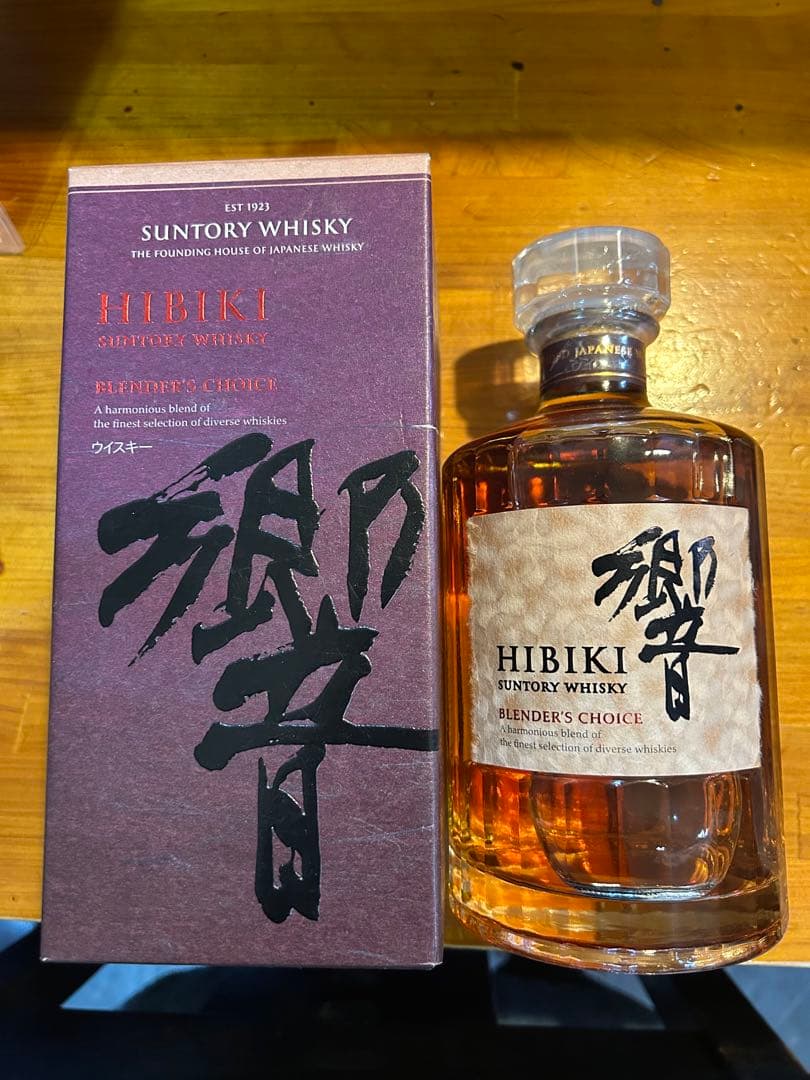 EST 1923
SUNTORY WHISKY
THE FOUNDING HOUSE OF JAPANESE WHISKY
HIBIKI
SUNTORY WHISKY
BLENDER'S CHOICE
A harmonious blend of
the finest selection of diverse whiskies
ウイスキー
響
JAPANESE
響
HIBIKI
SUNTORY WHISKY
BLENDER'S CHOICE
A harmonious blend of
the finest selection of diverse whiskies